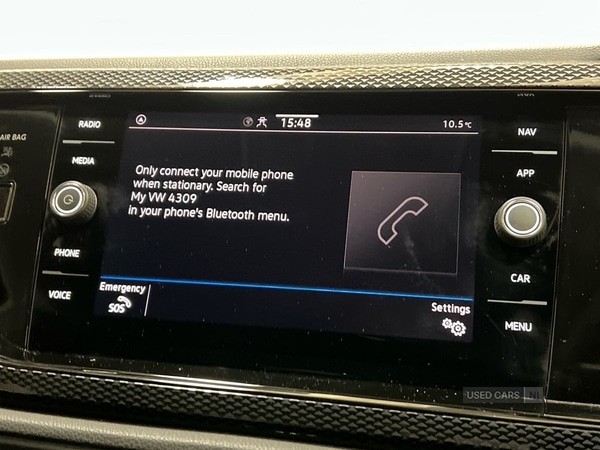 RADIO
MEDIA
PHONE
VOICE
AIR BAG
15:48
10.5°C
Only connect your mobile phone
when stationary. Search for
My VW 4309
in your phone's Bluetooth menu.
Emergency
SOS
Settings
NAV
APP
CAR
MENU
USED CARS NI